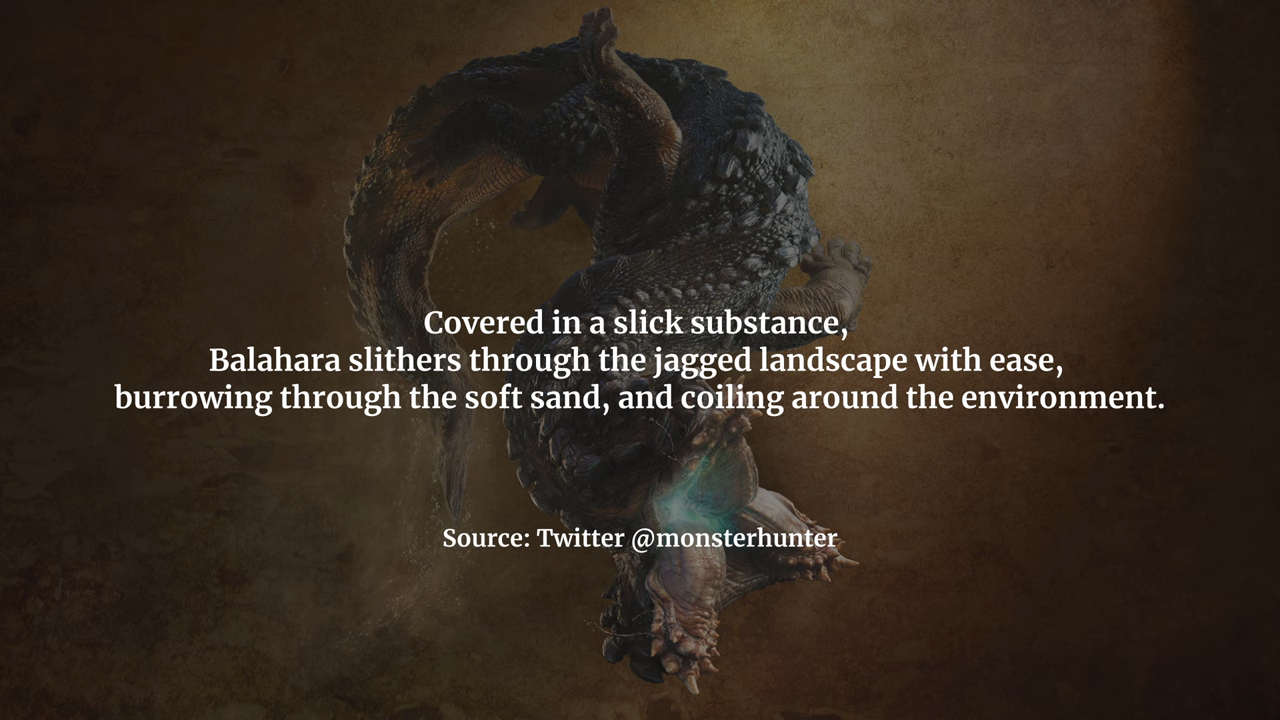 Covered in a slick substance,
Balahara slithers through the jagged landscape with ease,
burrowing through the soft sand, and coiling around the environment.
Source: Twitter @monsterhunter